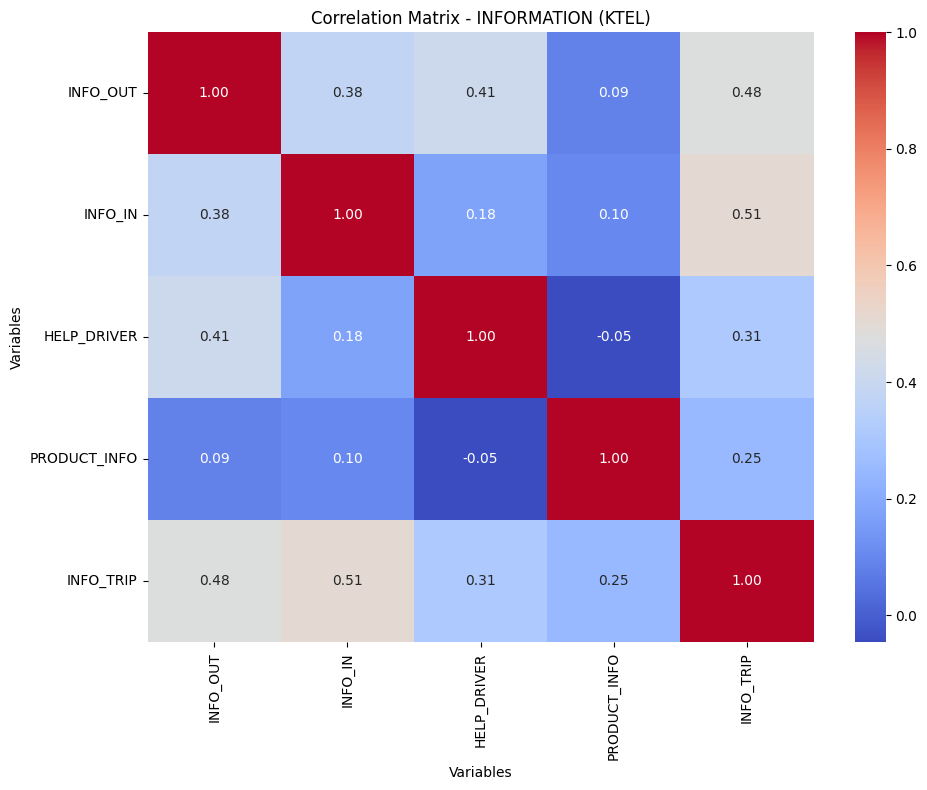 Correlation Matrix - INFORMATION (KTEL)
Variables
INFO_OUT
1.00 0.38 0.41 0.09 0.48
INFO_IN
0.38 1.00 0.18 0.10 0.51
HELP_DRIVER
0.41 0.18 1.00 -0.05 0.31
PRODUCT_INFO
0.09 0.10 -0.05 1.00 0.25
INFO_TRIP
0.48 0.51 0.31 0.25 1.00
INFO_OUT
INFO_IN
HELP_DRIVER
PRODUCT_INFO
INFO_TRIP
Variables
1.0
0.8
0.6
0.4
0.2
0.0